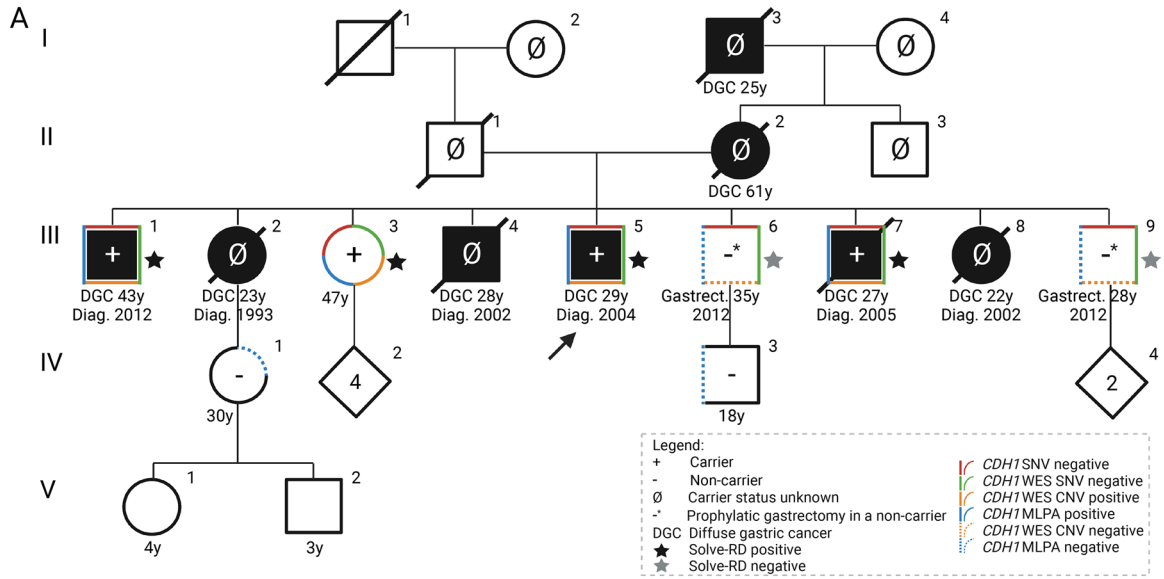 A
I
1
2
3
4
Ø
Ø
Ø
DGC 25y
II
1
2
3
Ø
Ø
Ø
DGC 61y
III
1
2
3
4
5
6
7
8
9
+
Ø
+
Ø
+
-*
+
Ø
-*
DGC 43y
Diag. 2012
DGC 23y
Diag. 1993
47y
DGC 28y
Diag. 2002
DGC 29y
Diag. 2004
Gastrect. 35y
2012
DGC 27y
Diag. 2005
DGC 22y
Diag. 2002
Gastrect. 28y
2012
IV
1
2
3
4
-
4
-
2
30y
18y
V
1
2
4y
3y
Legend:
+ Carrier
- Non-carrier
Ø Carrier status unknown
-* Prophylatic gastrectomy in a non-carrier
DGC Diffuse gastric cancer
Solve-RD positive
Solve-RD negative
CDH1 SNV negative
CDH1 WES SNV negative
CDH1 WES CNV positive
CDH1 MLPA positive
CDH1 WES CNV negative
CDH1 MLPA negative